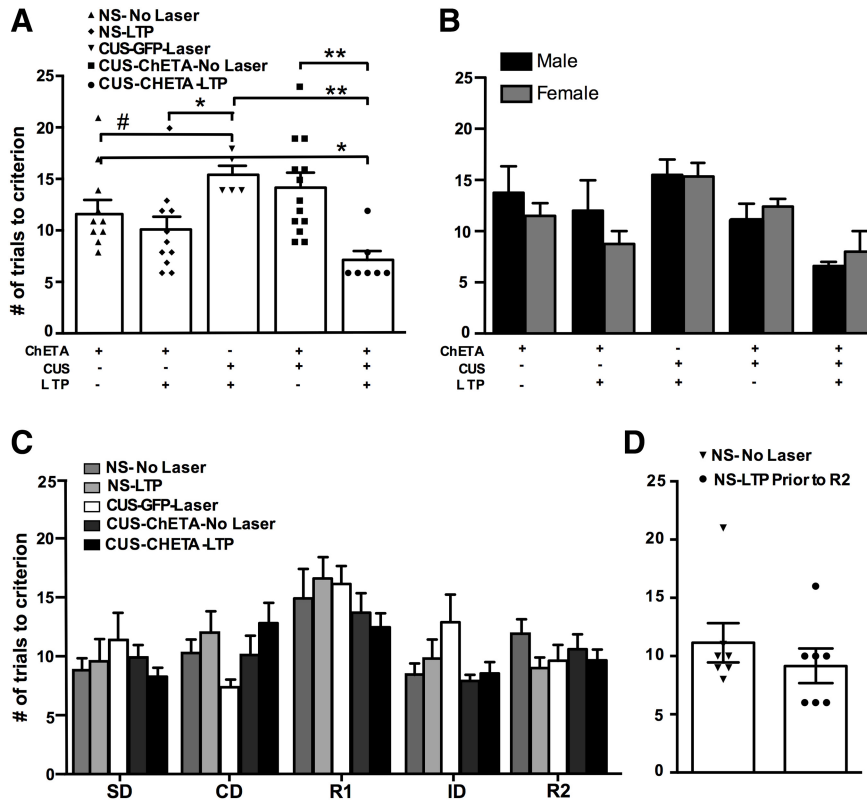 A
▲ NS-No Laser
◆ NS-LTP
▼ CUS-GFP-Laser
■ CUS-ChETA-No Laser
● CUS-CHETA-LTP
# of trials to criterion
25
20
15
10
5
0
**
* **
#
*
ChETA + + - + +
CUS - - + + +
LTP - + + - +
B
Male
Female
25
20
15
10
5
0
+ + - + +
ChETA
CUS - - + + +
LTP - + + - +
C
NS-No Laser
NS-LTP
CUS-GFP-Laser
CUS-ChETA-No Laser
CUS-CHETA-LTP
# of trials to criterion
25
20
15
10
5
0
SD CD R1 ID R2
D
▼ NS-No Laser
● NS-LTP Prior to R2
25
20
15
10
5
0